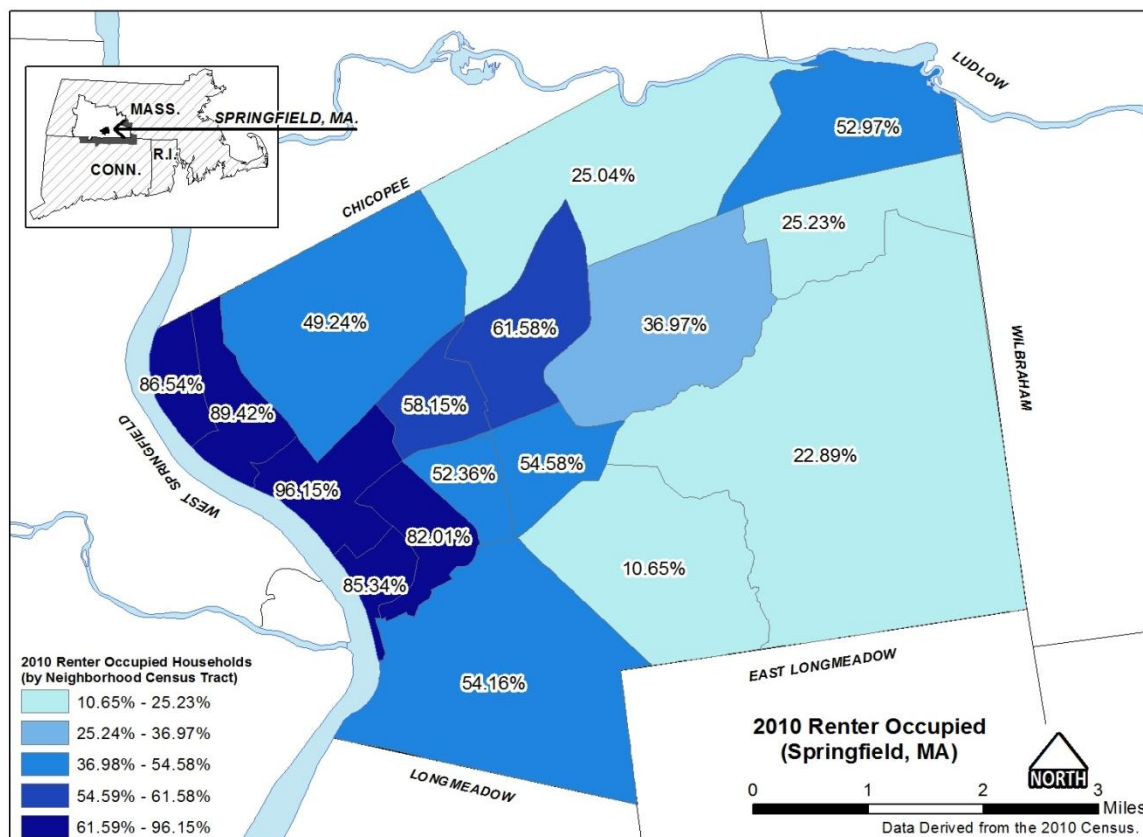 MASS.
SPRINGFIELD, MA.
R.I.
CONN.
LUDLOW
52.97%
25.04%
CHICOPEE
25.23%
49.24%
61.58%
36.97%
WILBRAHAM
86.54%
58.15%
89.42%
WEST SPRINGFIELD
52.36%
54.58%
22.89%
96.15%
82.01%
10.65%
85.34%
54.16%
EAST LONGMEADOW
LONGMEADOW
2010 Renter Occupied Households
(by Neighborhood Census Tract)
10.65% - 25.23%
25.24% - 36.97%
36.98% - 54.58%
54.59% - 61.58%
61.59% - 96.15%
2010 Renter Occupied
(Springfield, MA)
NORTH
0 1 2 3
Miles
Data Derived from the 2010 Census.